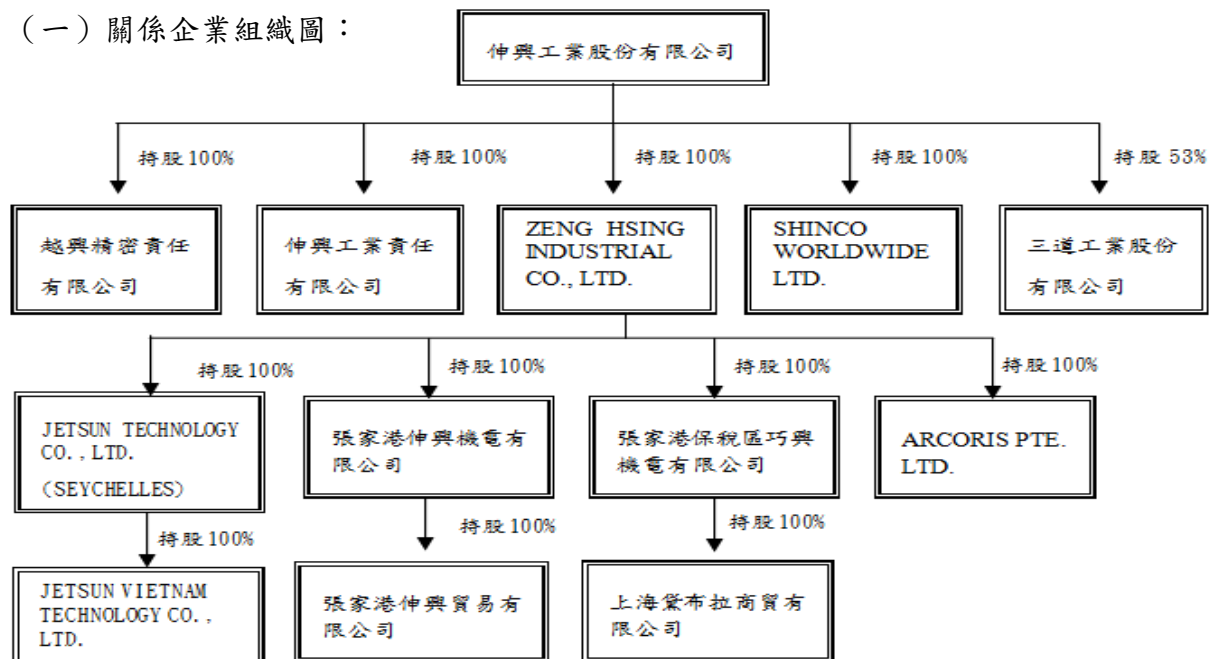 （一）關係企業組織圖：
伸興工業股份有限公司
持股100%
持股100%
持股100%
持股100%
持股 53%
越興精密責任
有限公司
伸興工業責任
有限公司
ZENG HSING
INDUSTRIAL
CO., LTD.
SHINCO
WORLDWIDE
LTD.
三道工業股份
有限公司
持股100%
持股100%
持股100%
持股100%
JETSUN TECHNOLOGY
CO., LTD.
(SEYCHELLES)
張家港伸興機電有
限公司
張家港保稅區巧興
機電有限公司
ARCORIS PTE.
LTD.
持股100%
持股100%
持股100%
JETSUN VIETNAM
TECHNOLOGY CO.,
LTD.
張家港伸興貿易有
限公司
上海黛布拉商貿有
限公司